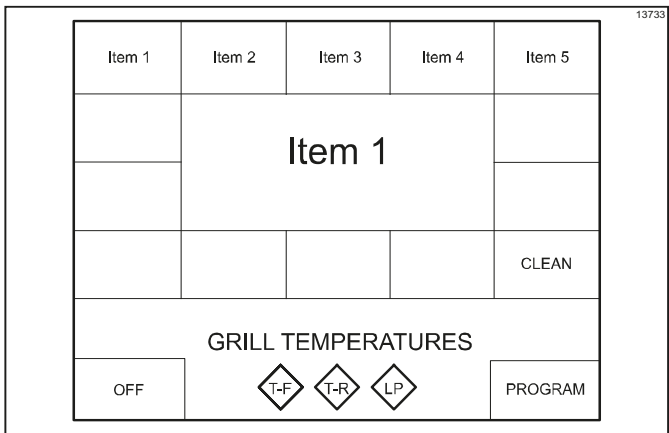 13733
Item 1 Item 2 Item 3 Item 4 Item 5
Item 1
CLEAN
GRILL TEMPERATURES
OFF T-F T-R LP PROGRAM